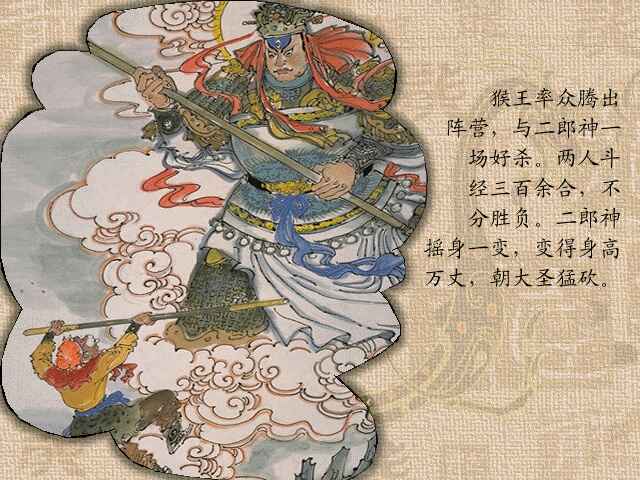 猴王率众腾出
阵营，与二郎神一
场好杀。两人斗
经三百余合，不
分胜负。二郎神
摇身一变，变得身高
万丈，朝大圣猛砍。